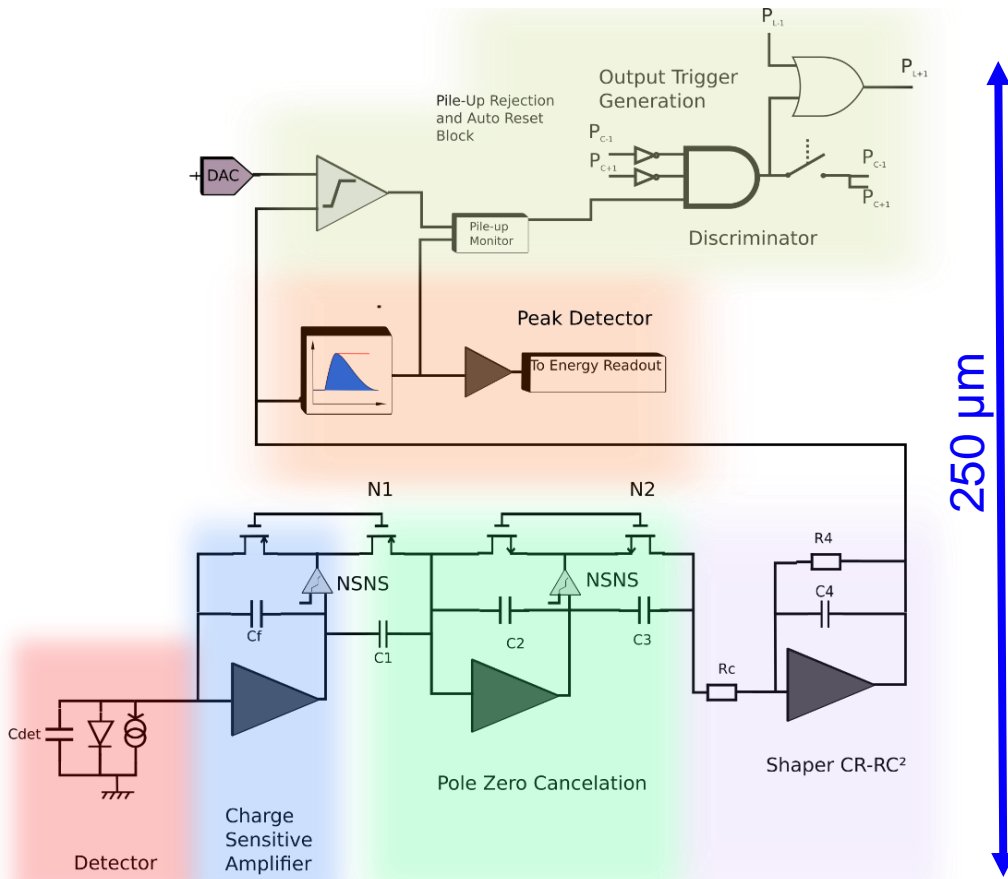 P L-1
P L+1
Output Trigger
Generation
Pile-Up Rejection
and Auto Reset
Block
P C-1
P C+1
P C-1
P C+1
DAC
Pile-up
Monitor
Discriminator
250 µm
Peak Detector
To Energy Readout
N1
N2
NSNS
NSNS
R4
C4
Cf
C1
C2
C3
Rc
Cdet
Shaper CR-RC²
Pole Zero Cancelation
Charge
Sensitive
Amplifier
Detector